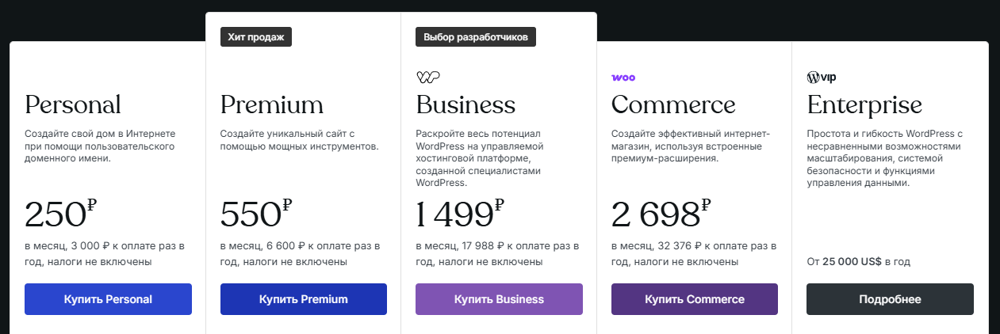 Хит продаж
Выбор разработчиков
Personal
Создайте свой дом в Интернете
при помощи пользовательского
доменного имени.
250₽
в месяц, 3 000 ₽ к оплате раз в
год, налоги не включены
Купить Personal
Premium
Создайте уникальный сайт с
помощью мощных инструментов.
550₽
в месяц, 6 600 ₽ к оплате раз в
год, налоги не включены
Купить Premium
WP
Business
Раскройте весь потенциал
WordPress на управляемой
хостинговой платформе,
созданной специалистами
WordPress.
1 499₽
в месяц, 17 988 ₽ к оплате раз в
год, налоги не включены
Купить Business
woo
Commerce
Создайте эффективный интернет-
магазин, используя встроенные
премиум-расширения.
2 698₽
в месяц, 32 376 ₽ к оплате раз в
год, налоги не включены
Купить Commerce
W vip
Enterprise
Простота и гибкость WordPress с
несравненными возможностями
масштабирования, системой
безопасности и функциями
управления данными.
От 25 000 US$ в год
Подробнее